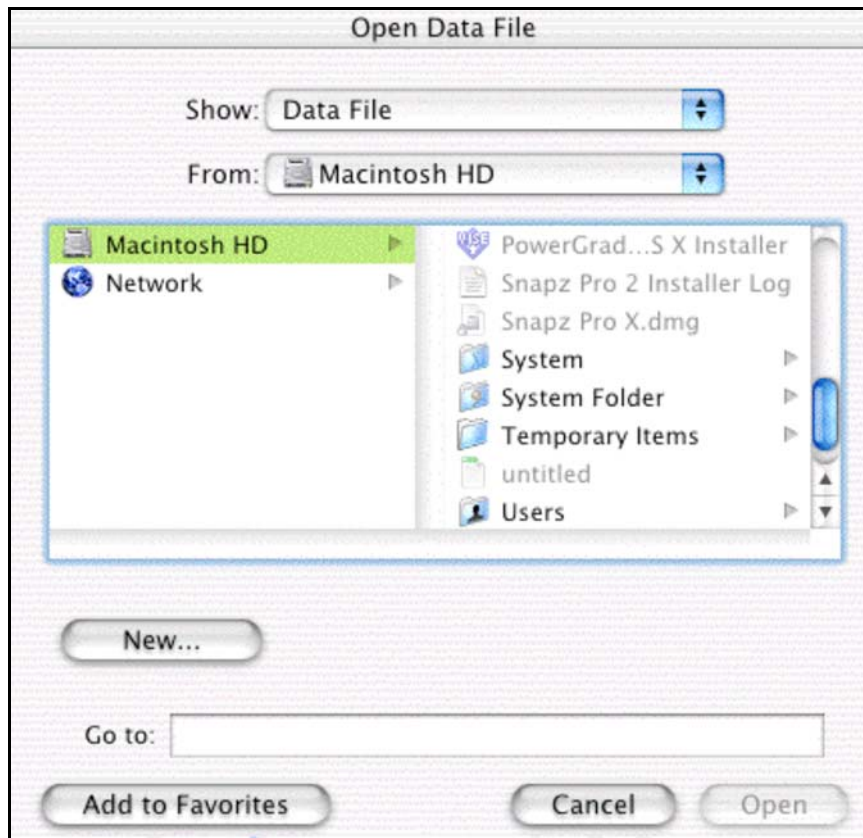 Open Data File
Show: Data File
From: Macintosh HD
Macintosh HD
Network
PowerGrad...S X Installer
Snapz Pro 2 Installer Log
Snapz Pro X.dmg
System
System Folder
Temporary Items
untitled
Users
New...
Go to:
Add to Favorites
Cancel
Open